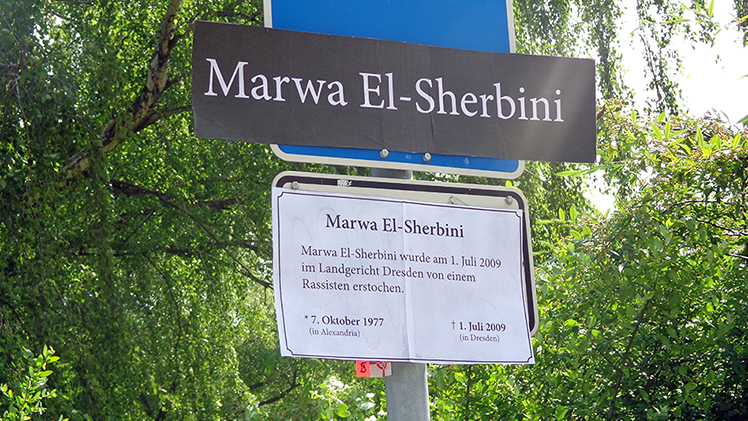 Marwa El-Sherbini
Marwa El-Sherbini
Marwa El-Sherbini wurde am 1. Juli 2009
im Landgericht Dresden von einem
Rassisten erstochen.
* 7. Oktober 1977 † 1. Juli 2009
(in Alexandria) (in Dresden)